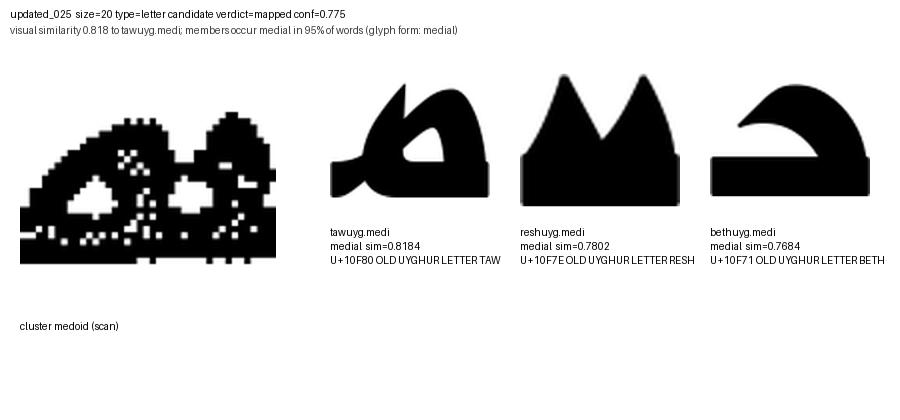 updated_025 size=20 type=letter candidate verdict=mapped conf=0.775
visual similarity 0.818 to tawuyg.medi; members occur medial in 95% of words (glyph form: medial)
tawuyg.medi
medial sim=0.8184
U+10F80 OLD UYGHUR LETTER TAW
reshuyg.medi
medial sim=0.7802
U+10F7E OLD UYGHUR LETTER RESH
bethuyg.medi
medial sim=0.7684
U+10F71 OLD UYGHUR LETTER BETH
cluster medoid (scan)